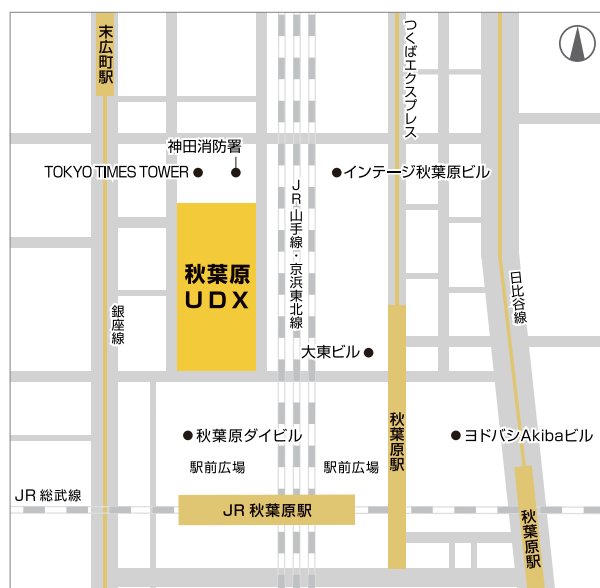 末広町駅
つくばエクスプレス
神田消防署
TOKYO TIMES TOWER
インテージ秋葉原ビル
JR山手線・京浜東北線
秋葉原
UDX
日比谷線
銀座線
大東ビル
秋葉原ダイビル
秋葉原駅
ヨドバシAkibaビル
駅前広場
駅前広場
JR 総武線
JR 秋葉原駅
秋葉原駅